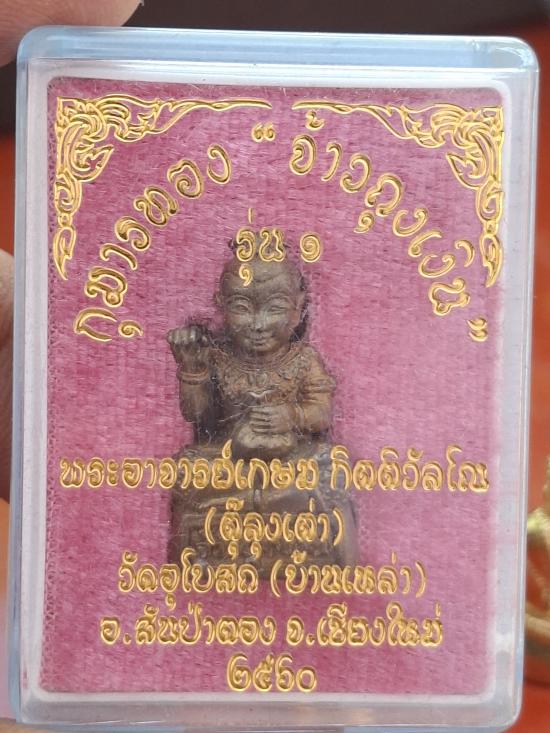 กุมารทอง “ จ้าวถุงเงิน ”
รุ่น ๑
พระอาจารย์เกษม กิตติวัลโณ
(ตุ๊ลุงเต่า)
วัดอุโบสถ (บ้านเหล่า)
อ.สันป่าตอง จ.เชียงใหม่
๒๕๖๐